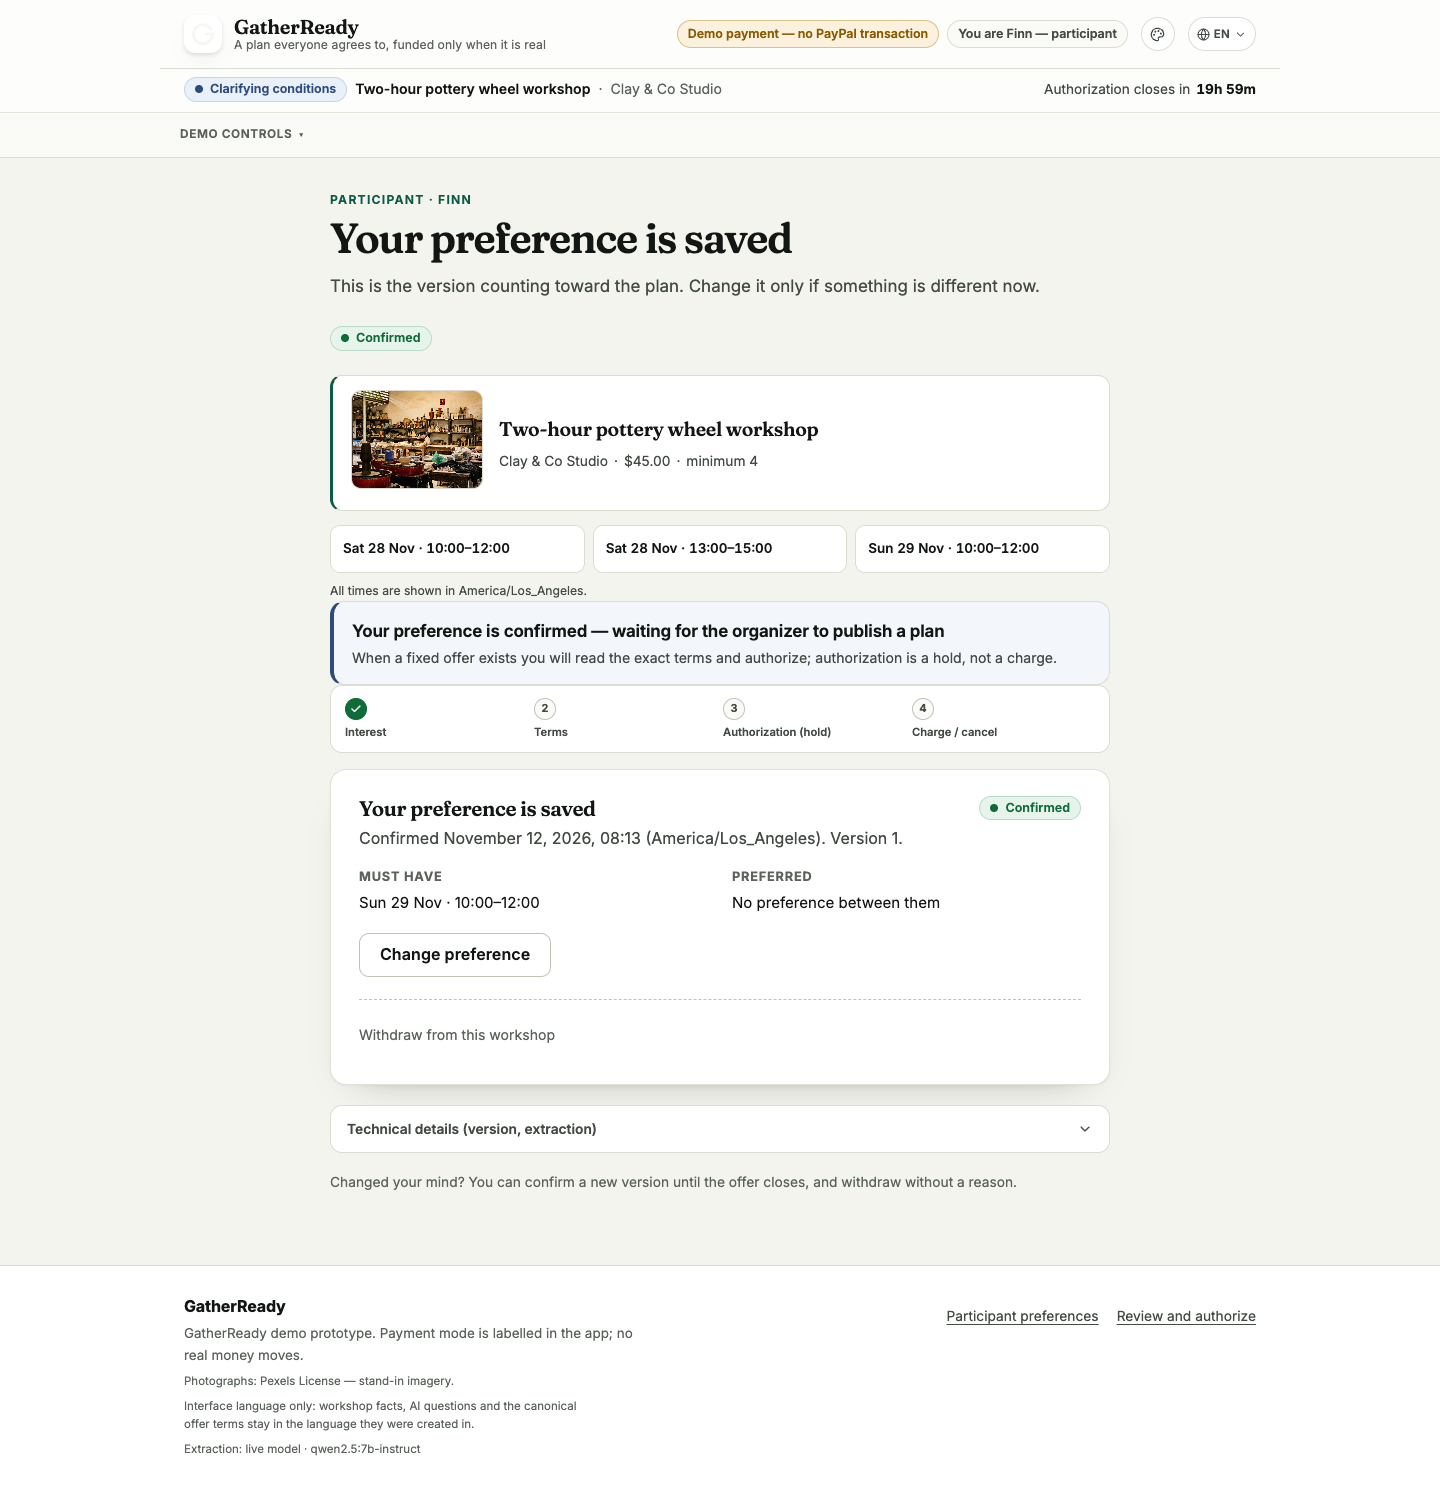 GatherReady
A plan everyone agrees to, funded only when it is real
Demo payment — no PayPal transaction
You are Finn — participant
EN
Clarifying conditions
Two-hour pottery wheel workshop · Clay & Co Studio
Authorization closes in 19h 59m
DEMO CONTROLS
PARTICIPANT · FINN
Your preference is saved
This is the version counting toward the plan. Change it only if something is different now.
Confirmed
Two-hour pottery wheel workshop
Clay & Co Studio · $45.00 · minimum 4
Sat 28 Nov · 10:00–12:00
Sat 28 Nov · 13:00–15:00
Sun 29 Nov · 10:00–12:00
All times are shown in America/Los_Angeles.
Your preference is confirmed — waiting for the organizer to publish a plan
When a fixed offer exists you will read the exact terms and authorize; authorization is a hold, not a charge.
2
3
4
Interest
Terms
Authorization (hold)
Charge / cancel
Your preference is saved
Confirmed
Confirmed November 12, 2026, 08:13 (America/Los_Angeles). Version 1.
MUST HAVE
PREFERRED
Sun 29 Nov · 10:00–12:00
No preference between them
Change preference
Withdraw from this workshop
Technical details (version, extraction)
Changed your mind? You can confirm a new version until the offer closes, and withdraw without a reason.
GatherReady
GatherReady demo prototype. Payment mode is labelled in the app; no
real money moves.
Photographs: Pexels License — stand-in imagery.
Interface language only: workshop facts, AI questions and the canonical
offer terms stay in the language they were created in.
Extraction: live model · qwen2.5:7b-instruct
Participant preferences
Review and authorize